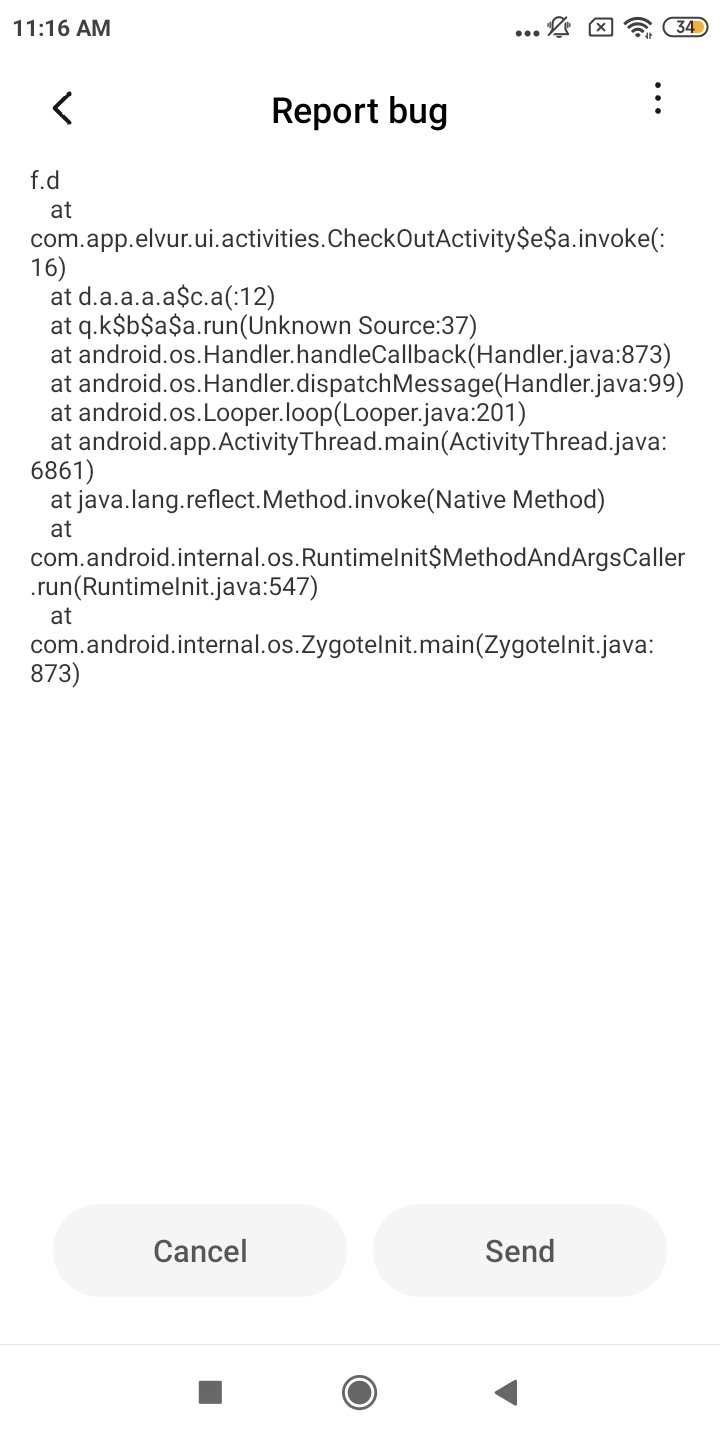 11:16 AM
34
Report bug
f.d
at
com.app.elvur.ui.activities.CheckOutActivity$e$a.invoke(:
16)
at d.a.a.a.a$c.a(:12)
at q.k$b$a$a.run(Unknown Source:37)
at android.os.Handler.handleCallback(Handler.java:873)
at android.os.Handler.dispatchMessage(Handler.java:99)
at android.os.Looper.loop(Looper.java:201)
at android.app.ActivityThread.main(ActivityThread.java:
6861)
at java.lang.reflect.Method.invoke(Native Method)
at
com.android.internal.os.RuntimeInit$MethodAndArgsCaller
.run(RuntimeInit.java:547)
at
com.android.internal.os.ZygoteInit.main(ZygoteInit.java:
873)
Cancel
Send